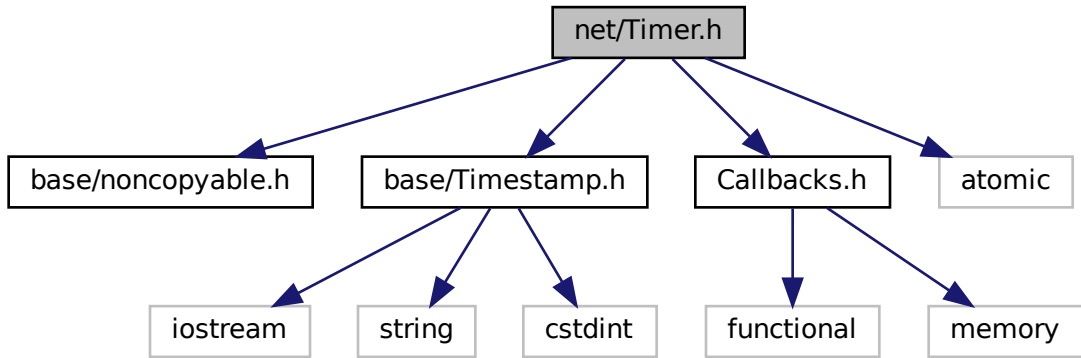 net/Timer.h
base/noncopyable.h
base/Timestamp.h
Callbacks.h
atomic
iostream
string
cstdint
functional
memory